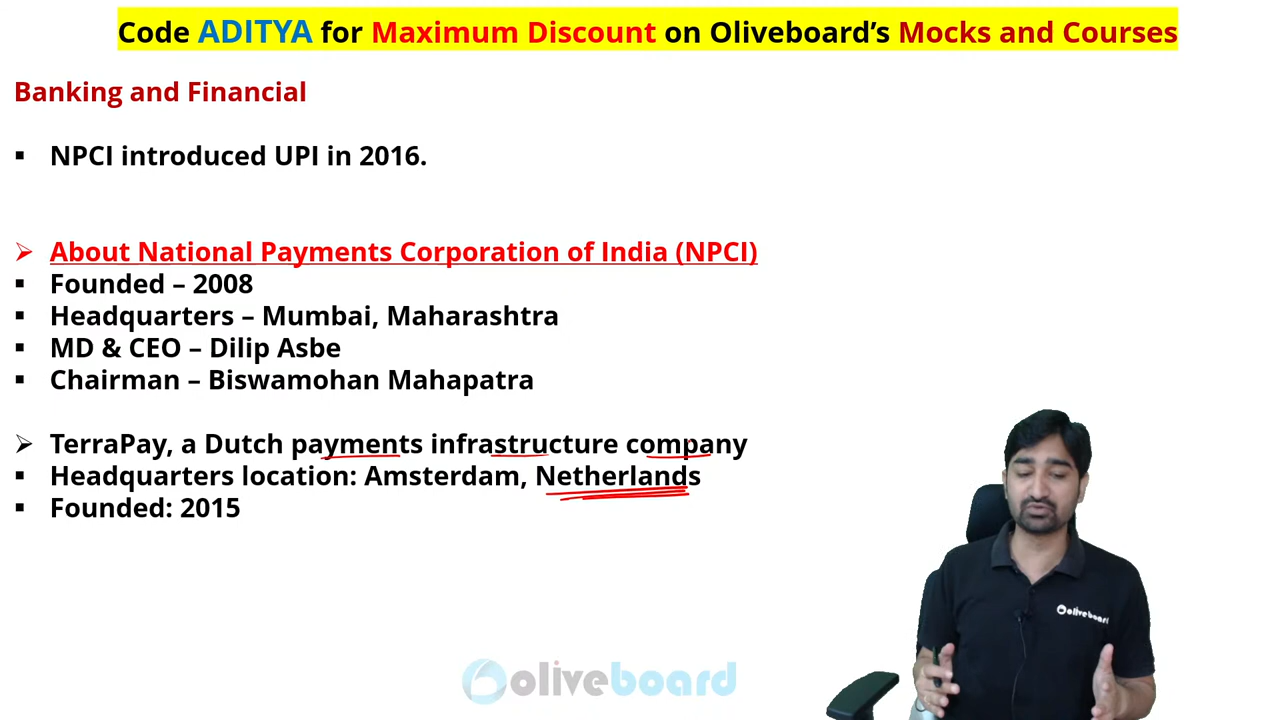 Code ADITYA for Maximum Discount on Oliveboard's Mocks and Courses
Banking and Financial
▪ NPCI introduced UPI in 2016.
➢ About National Payments Corporation of India (NPCI)
▪ Founded – 2008
▪ Headquarters – Mumbai, Maharashtra
▪ MD & CEO – Dilip Asbe
▪ Chairman – Biswamohan Mahapatra
➢ TerraPay, a Dutch payments infrastructure company
▪ Headquarters location: Amsterdam, Netherlands
▪ Founded: 2015
oliveboard
oliveboard